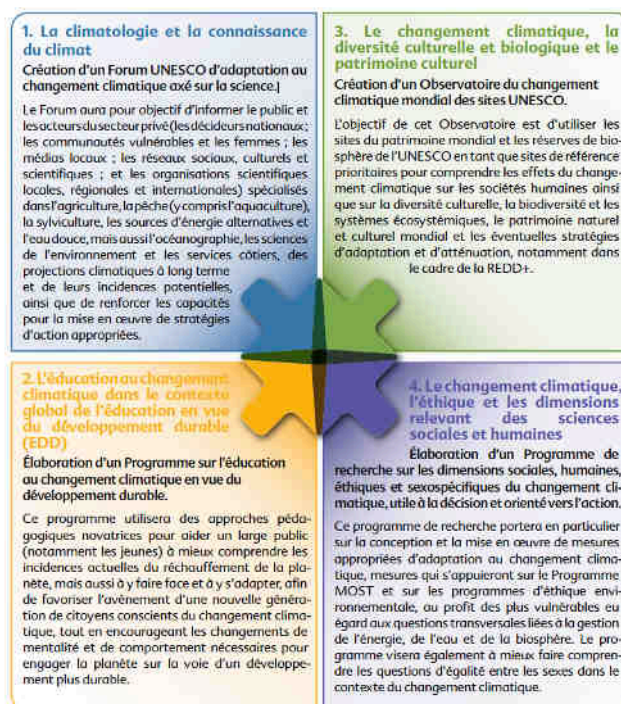 1. La climatologie et la connaissance
du climat
Création d'un Forum UNESCO d'adaptation au
changement climatique axé sur la science.]
Le Forum aura pour objectif d'informer le public et
les acteurs du secteur privé (les décideurs nationaux ;
les communautés vulnérables et les femmes ; les
médias locaux ; les réseaux sociaux, culturels et
scientifiques ; et les organisations scientifiques
locales, régionales et internationales) spécialisés
dans l'agriculture, la pêche (y compris l'aquaculture),
la sylviculture, les sources d'énergie alternatives et
l'eau douce, mais aussi l'océanographie, les sciences
de l'environnement et les services côtiers, des
projections climatiques à long terme
et de leurs incidences potentielles,
ainsi que de renforcer les capacités
pour la mise en œuvre de stratégies
d'action appropriées.
2. L'éducation au changement
climatique dans le contexte
global de l'éducation en vue
du développement durable
(EDD)
Élaboration d'un Programme sur l'éducation
au changement climatique en vue du
développement durable.
Ce programme utilisera des approches péda-
gogiques novatrices pour aider un large public
(notamment les jeunes) à mieux comprendre les
incidences actuelles du réchauffement de la pla-
nète, mais aussi à y faire face et à s'y adapter, afin
de favoriser l'avènement d'une nouvelle généra-
tion de citoyens conscients du changement clima-
tique, tout en encourageant les changements de
mentalité et de comportement nécessaires pour
engager la planète sur la voie d'un développe-
ment plus durable.
3. Le changement climatique, la
diversité culturelle et biologique et le
patrimoine culturel
Création d'un Observatoire du changement
climatique mondial des sites UNESCO.
L'objectif de cet Observatoire est d'utiliser les
sites du patrimoine mondial et les réserves de bio-
sphère de l'UNESCO en tant que sites de référence
prioritaires pour comprendre les effets du change-
ment climatique sur les sociétés humaines ainsi
que sur la diversité culturelle, la biodiversité et les
systèmes écosystémiques, le patrimoine naturel
et culturel mondial et les éventuelles stratégies
d'adaptation et d'atténuation, notamment dans
le cadre de la REDD+.
4. Le changement climatique,
l'éthique et les dimensions
relevant des sciences
sociales et humaines
Élaboration d'un Programme de
recherche sur les dimensions sociales, humaines,
éthiques et sexospécifiques du changement cli-
matique, utile à la décision et orienté vers l'action.
Ce programme de recherche portera en particulier
sur la conception et la mise en œuvre de mesures
appropriées d'adaptation au changement clima-
tique, mesures qui s'appuieront sur le Programme
MOST et sur les programmes d'éthique envi-
ronnementale, au profit des plus vulnérables eu
égard aux questions transversales liées à la gestion
de l'énergie, de l'eau et de la biosphère. Le pro-
gramme visera également à mieux faire compren-
dre les questions d'égalité entre les sexes dans le
contexte du changement climatique.